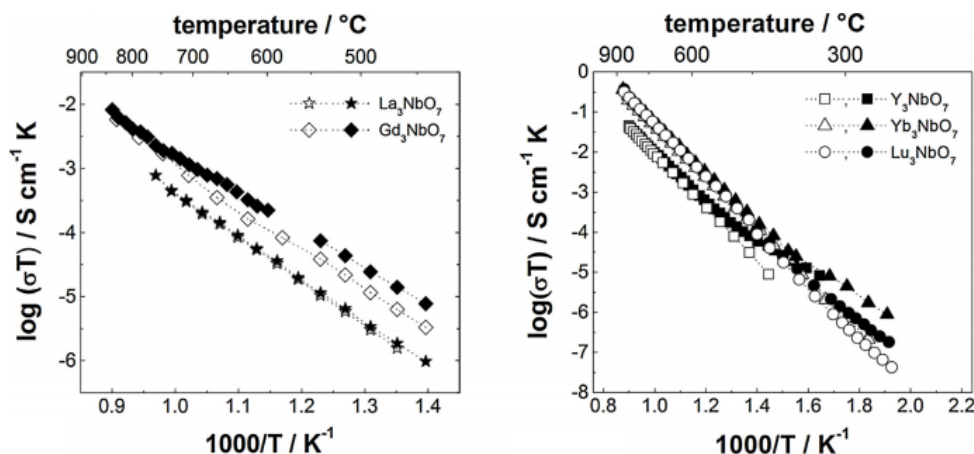 temperature / °C
900 800 700 600 500
log (σT) / S cm⁻¹ K
-2
-3
-4
-5
-6
La₃NbO₇
Gd₃NbO₇
0.9 1.0 1.1 1.2 1.3 1.4
1000/T / K⁻¹
temperature / °C
900 600 300
log(σT) / S cm⁻¹ K
0
-1
-2
-3
-4
-5
-6
-7
-8
, Y₃NbO₇
, Yb₃NbO₇
, Lu₃NbO₇
0.8 1.0 1.2 1.4 1.6 1.8 2.0 2.2
1000/T / K⁻¹